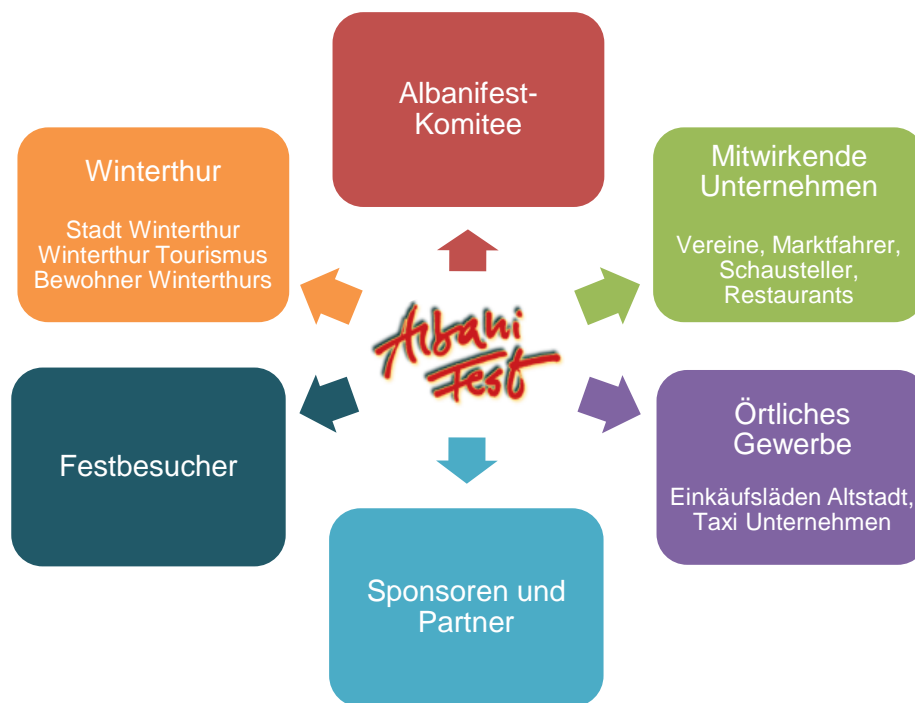 Albanifest-
Komitee
Winterthur
Stadt Winterthur
Winterthur Tourismus
Bewohner Winterthurs
Mitwirkende
Unternehmen
Vereine, Marktfahrer,
Schausteller,
Restaurants
Albani
Fest
Festbesucher
Örtliches
Gewerbe
Einkäufsläden Altstadt,
Taxi Unternehmen
Sponsoren und
Partner